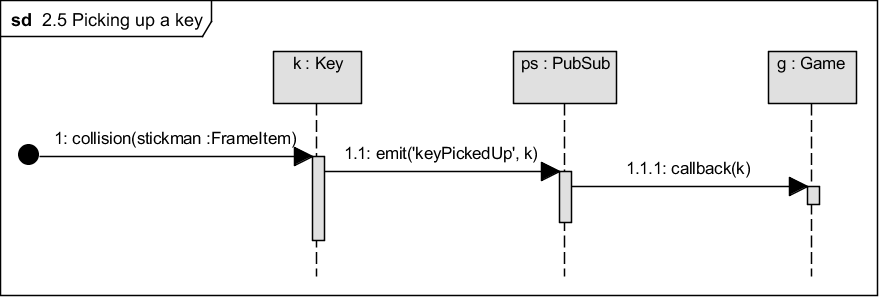 sd 2.5 Picking up a key
k : Key
ps : PubSub
g : Game
1: collision(stickman :FrameItem)
1.1: emit('keyPickedUp', k)
1.1.1: callback(k)